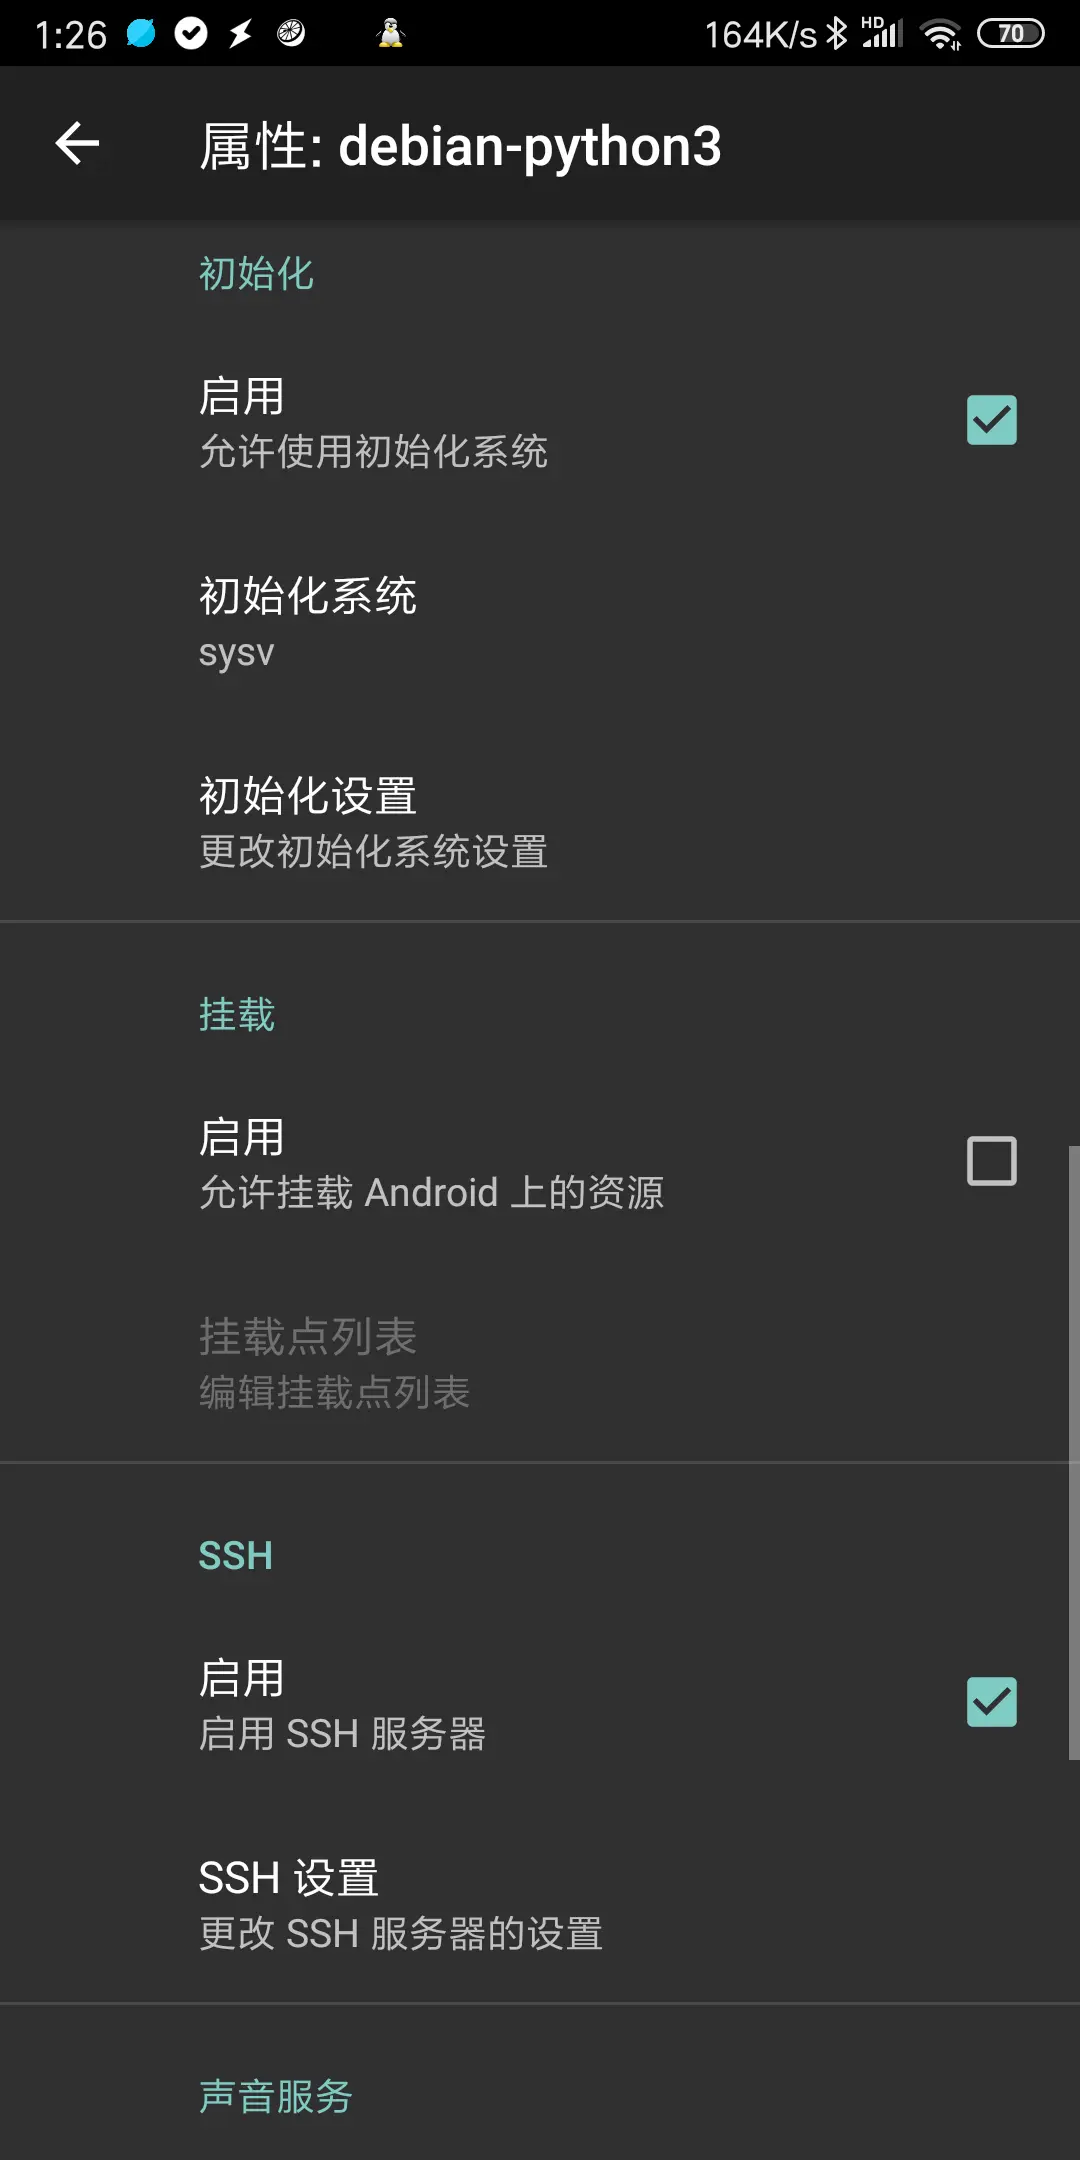 1:26 164K/s HD 70
属性: debian-python3
初始化
启用
允许使用初始化系统
初始化系统
sysv
初始化设置
更改初始化系统设置
挂载
启用
允许挂载 Android 上的资源
挂载点列表
编辑挂载点列表
SSH
启用
启用 SSH 服务器
SSH 设置
更改 SSH 服务器的设置
声音服务